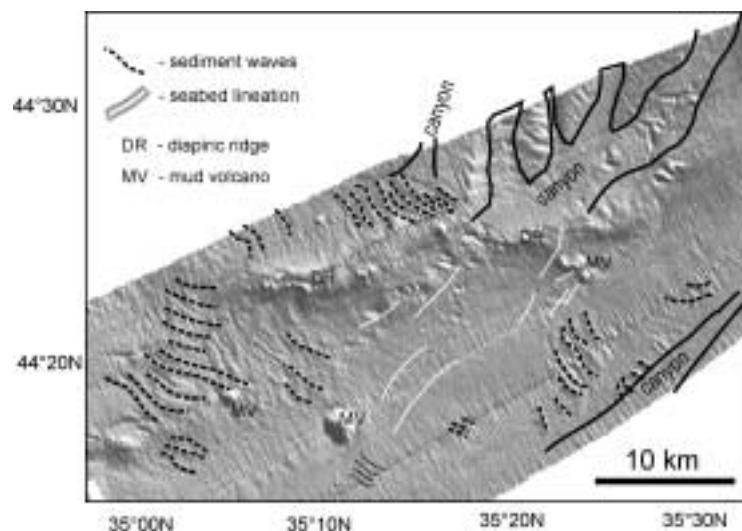 - sediment waves
44°30N
- seabed lineation
canyon
DR - diapiric ridge
MV - mud volcano
canyon
DR
DR
MV
44°20N
canyon
MV
MV
10 km
35°00N
35°10N
35°20N
35°30N